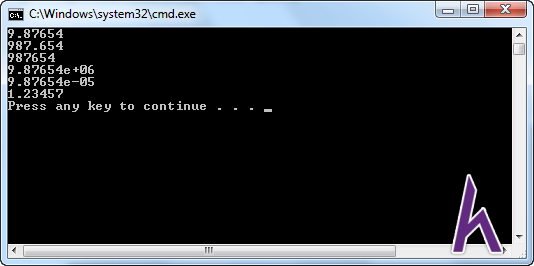 C:\Windows\system32\cmd.exe
9.87654
987.654
987654
9.87654e+06
9.87654e-05
1.23457
Press any key to continue . . . _